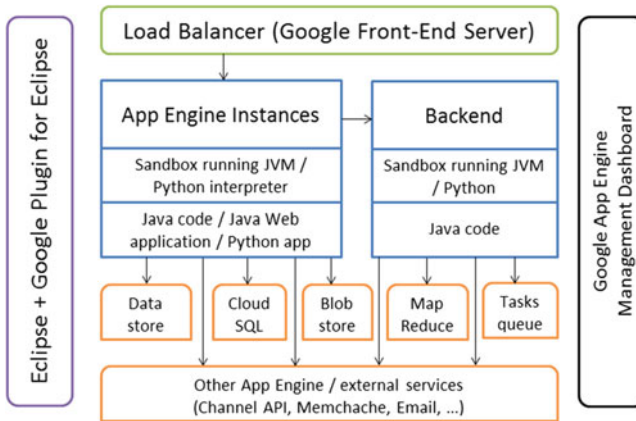 Load Balancer (Google Front-End Server)
Eclipse + Google Plugin for Eclipse
App Engine Instances
Backend
Sandbox running JVM /
Python interpreter
Sandbox running JVM
/ Python
Java code / Java Web
application / Python app
Java code
Data
store
Cloud
SQL
Blob
store
Map
Reduce
Tasks
queue
Other App Engine / external services
(Channel API, Memchache, Email, ...)
Google App Engine
Management Dashboard